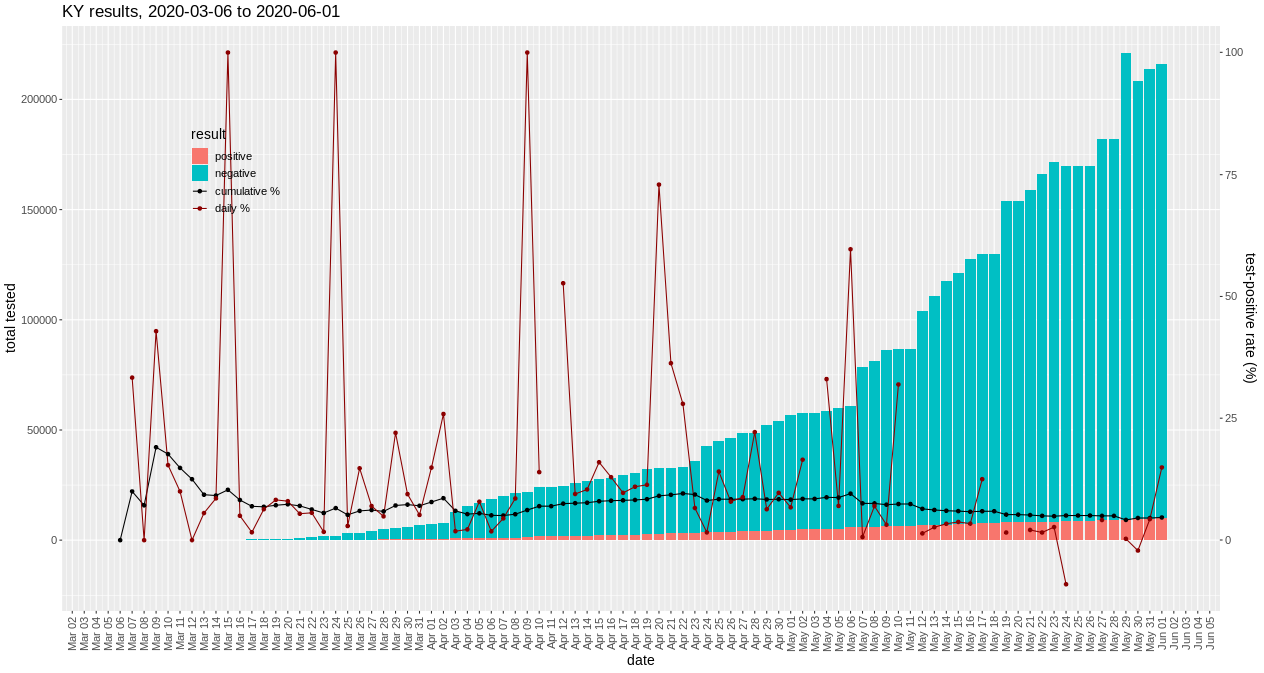 KY results, 2020-03-06 to 2020-06-01
total tested
200000
150000
100000
50000
0
result
positive
negative
cumulative %
daily %
100
75
50
25
0
test-positive rate (%)
Mar 02
Mar 03
Mar 04
Mar 05
Mar 06
Mar 07
Mar 08
Mar 09
Mar 10
Mar 11
Mar 12
Mar 13
Mar 14
Mar 15
Mar 16
Mar 17
Mar 18
Mar 19
Mar 20
Mar 21
Mar 22
Mar 23
Mar 24
Mar 25
Mar 26
Mar 27
Mar 28
Mar 29
Mar 30
Mar 31
Apr 01
Apr 02
Apr 03
Apr 04
Apr 05
Apr 06
Apr 07
Apr 08
Apr 09
Apr 10
Apr 11
Apr 12
Apr 13
Apr 14
Apr 15
Apr 16
Apr 17
Apr 18
Apr 19
Apr 20
Apr 21
Apr 22
Apr 23
Apr 24
Apr 25
Apr 26
Apr 27
Apr 28
Apr 29
Apr 30
May 01
May 02
May 03
May 04
May 05
May 06
May 07
May 08
May 09
May 10
May 11
May 12
May 13
May 14
May 15
May 16
May 17
May 18
May 19
May 20
May 21
May 22
May 23
May 24
May 25
May 26
May 27
May 28
May 29
May 30
May 31
Jun 01
Jun 02
Jun 03
Jun 04
Jun 05
date